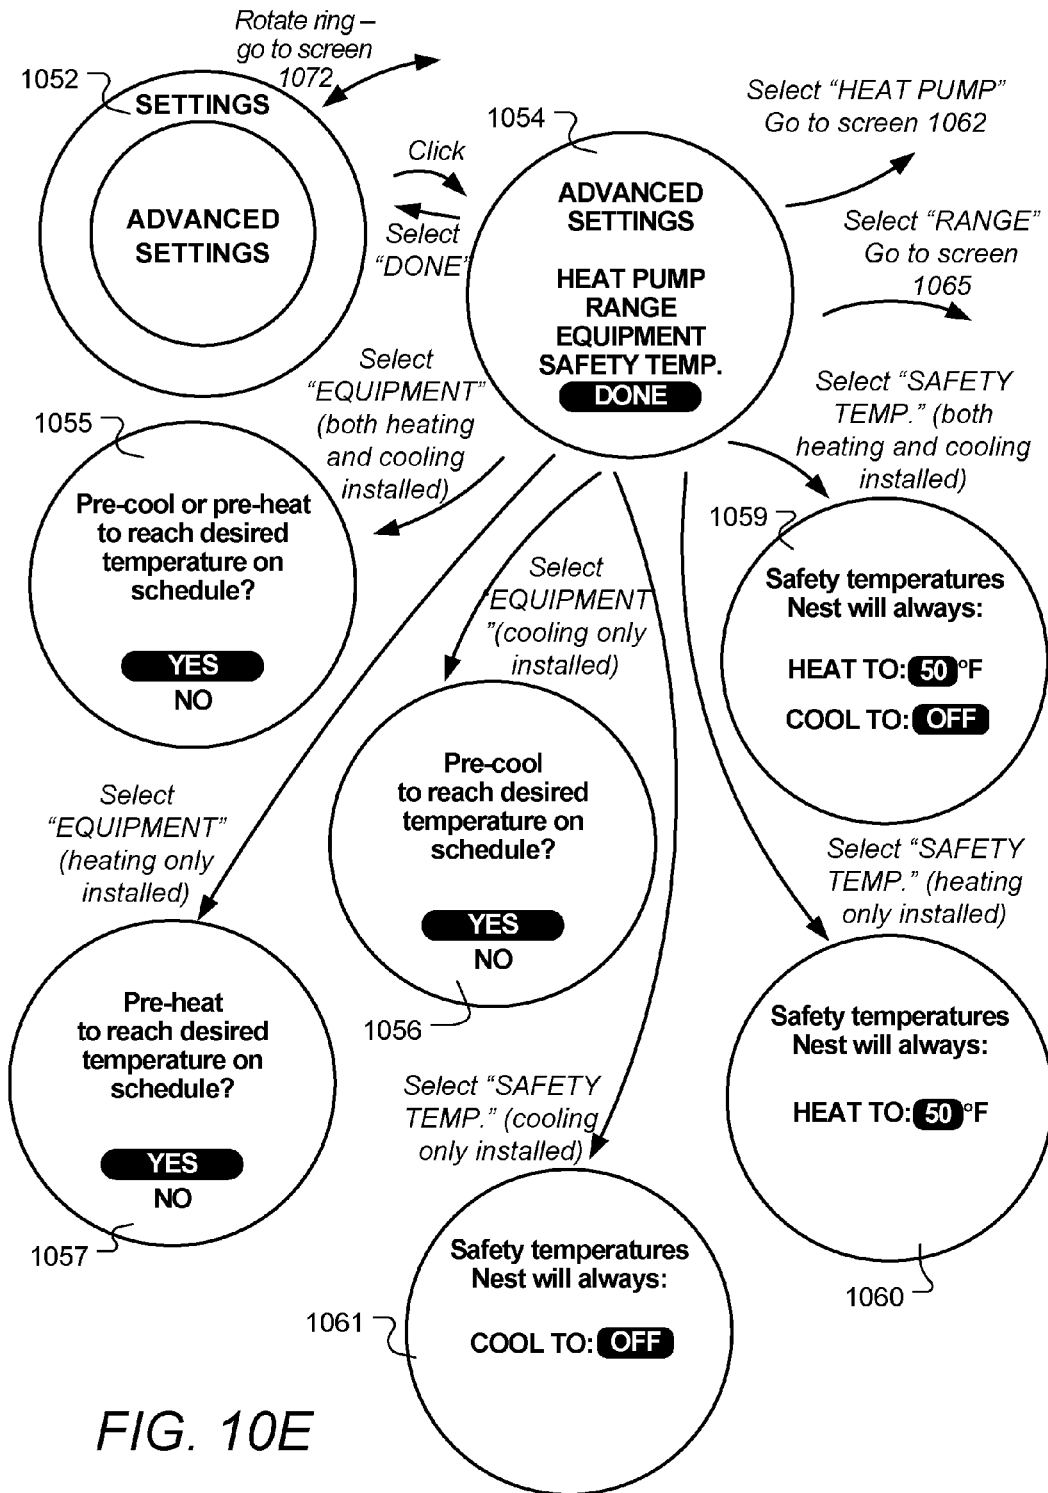 Rotate ring –
go to screen
1072
1052
SETTINGS
ADVANCED
SETTINGS
Click
Select
“DONE”
1054
ADVANCED
SETTINGS
HEAT PUMP
RANGE
EQUIPMENT
SAFETY TEMP.
DONE
Select “HEAT PUMP”
Go to screen 1062
Select “RANGE”
Go to screen
1065
Select
“EQUIPMENT”
(both heating
and cooling
installed)
Select “SAFETY
TEMP.” (both
heating and cooling
installed)
1055
Pre-cool or pre-heat
to reach desired
temperature on
schedule?
YES
NO
1059
Safety temperatures
Nest will always:
HEAT TO: 50 °F
COOL TO: OFF
Select
“EQUIPMENT
”(cooling only
installed)
Pre-cool
to reach desired
temperature on
schedule?
YES
NO
1056
Select
“EQUIPMENT”
(heating only
installed)
Pre-heat
to reach desired
temperature on
schedule?
YES
NO
1057
Select “SAFETY
TEMP.” (heating
only installed)
Safety temperatures
Nest will always:
HEAT TO: 50 °F
1060
Select “SAFETY
TEMP.” (cooling
only installed)
1061
Safety temperatures
Nest will always:
COOL TO: OFF
FIG. 10E